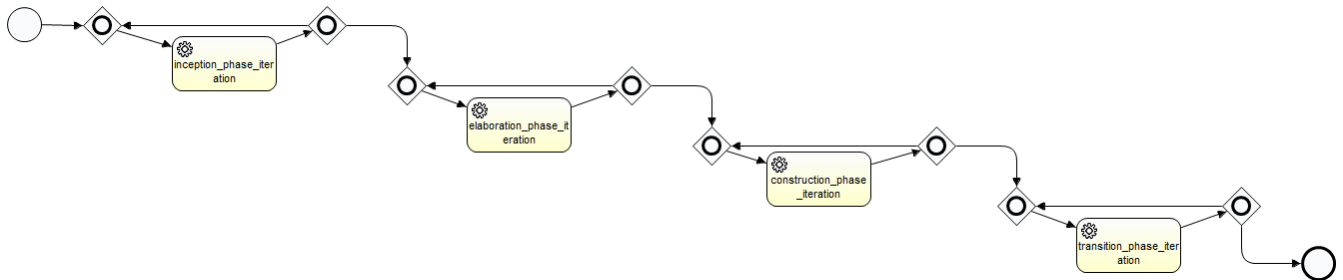 inception_phase_iter
ation
elaboration_phase_it
eration
construction_phase
_iteration
transition_phase_iter
ation